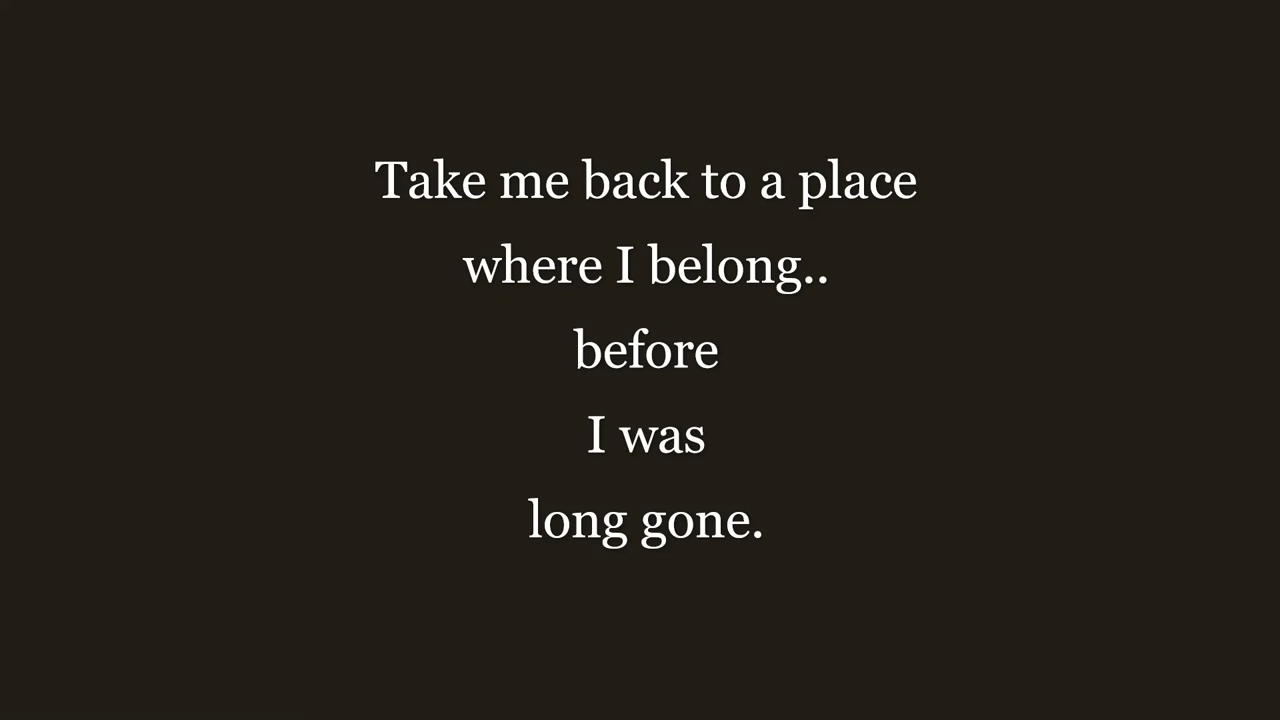 Take me back to a place
where I belong..
before
I was
long gone.